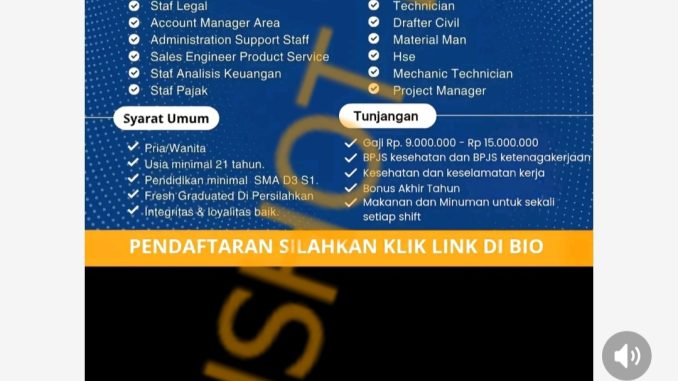 Staf Legal
Account Manager Area
Administration Support Staff
Sales Engineer Product Service
Staf Analisis Keuangan
Staf Pajak
Technician
Drafter Civil
Material Man
Hse
Mechanic Technician
Project Manager
Syarat Umum
Pria/Wanita
Usia minimal 21 tahun.
Pendidikan minimal SMA D3 S1.
Fresh Graduated Di Persilahkan
Integritas & loyalitas baik.
Tunjangan
Gaji Rp. 9.000.000 - Rp 15.000.000
BPJS kesehatan dan BPJS ketenagakerjaan
Kesehatan dan keselamatan kerja
Bonus Akhir Tahun
Makanan dan Minuman untuk sekali
setiap shift
PENDAFTARAN SILAHKAN KLIK LINK DI BIO